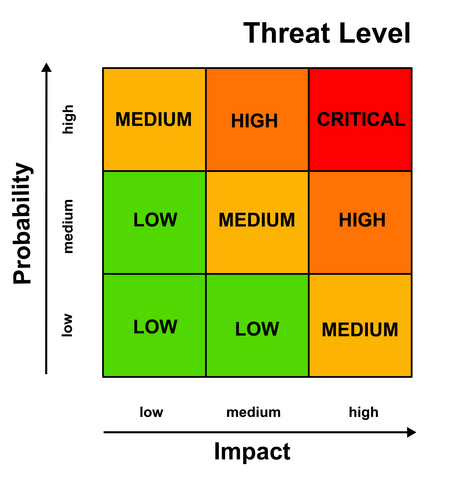 Threat Level
Probability
high
MEDIUM HIGH CRITICAL
medium
LOW MEDIUM HIGH
low
LOW LOW MEDIUM
low medium high
Impact